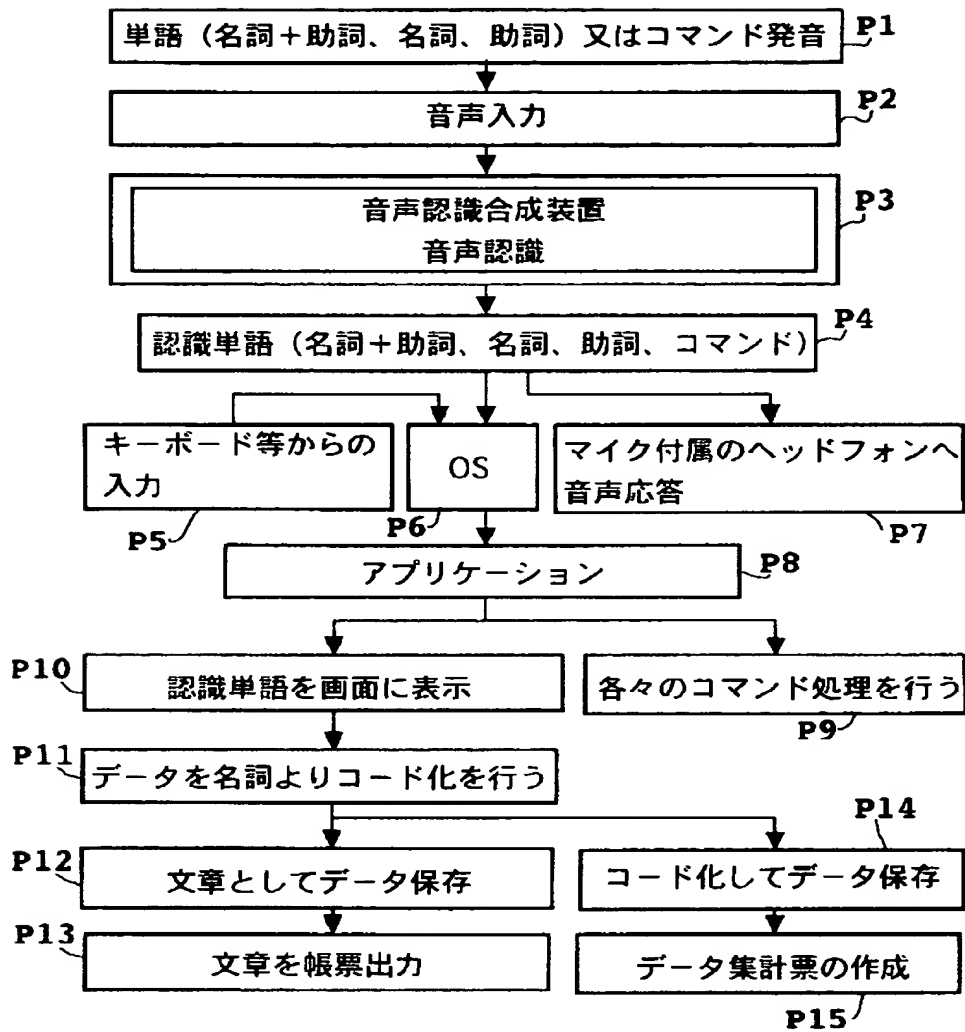 単語（名詞＋助詞、名詞、助詞）又はコマンド発音
P1
音声入力
P2
音声認識合成装置
音声認識
P3
認識単語（名詞＋助詞、名詞、助詞、コマンド）
P4
キーボード等からの
入力
P5
OS
P6
マイク付属のヘッドフォンへ
音声応答
P7
アプリケーション
P8
P10
認識単語を画面に表示
各々のコマンド処理を行う
P9
P11
データを名詞よりコード化を行う
P12
文章としてデータ保存
P14
コード化してデータ保存
P13
文章を帳票出力
データ集計票の作成
P15